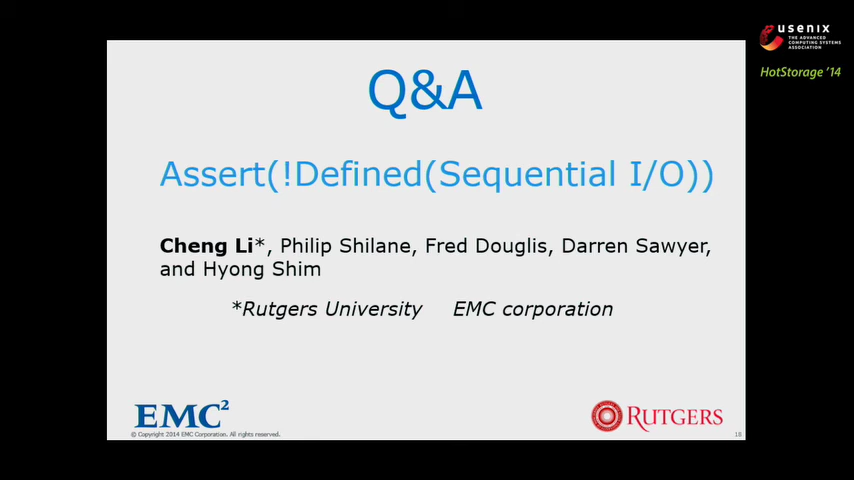 usenix
THE ADVANCED
COMPUTING SYSTEMS
ASSOCIATION
HotStorage '14
Q&A
Assert(!Defined(Sequential I/O))
Cheng Li*, Philip Shilane, Fred Douglis, Darren Sawyer,
and Hyong Shim
*Rutgers University EMC corporation
EMC²
RUTGERS
© Copyright 2014 EMC Corporation. All rights reserved.
18